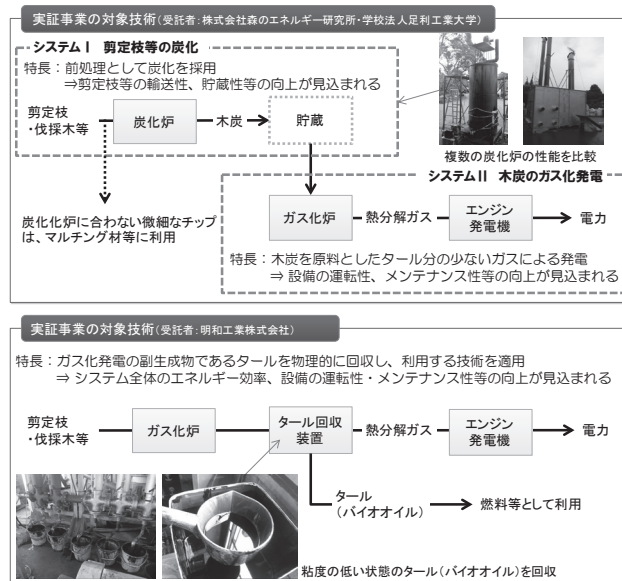 実証事業の対象技術(受託者:株式会社森のエネルギー研究所・学校法人足利工業大学)
システムⅠ 剪定枝等の炭化
特長:前処理として炭化を採用
⇒剪定枝等の輸送性、貯蔵性等の向上が見込まれる
剪定枝
・伐採木等
炭化炉
木炭
貯蔵
複数の炭化炉の性能を比較
炭化化炉に合わない微細なチップ
は、マルチング材等に利用
システムⅡ 木炭のガス化発電
ガス化炉
熱分解ガス
エンジン
発電機
電力
特長:木炭を原料としたタール分の少ないガスによる発電
⇒ 設備の運転性、メンテナンス性等の向上が見込まれる
実証事業の対象技術(受託者:明和工業株式会社)
特長:ガス化発電の副生成物であるタールを物理的に回収し、利用する技術を適用
⇒ システム全体のエネルギー効率、設備の運転性・メンテナンス性等の向上が見込まれる
剪定枝
・伐採木等
ガス化炉
タール回収
装置
熱分解ガス
エンジン
発電機
電力
タール
(バイオオイル)
燃料等として利用
粘度の低い状態のタール(バイオオイル)を回収